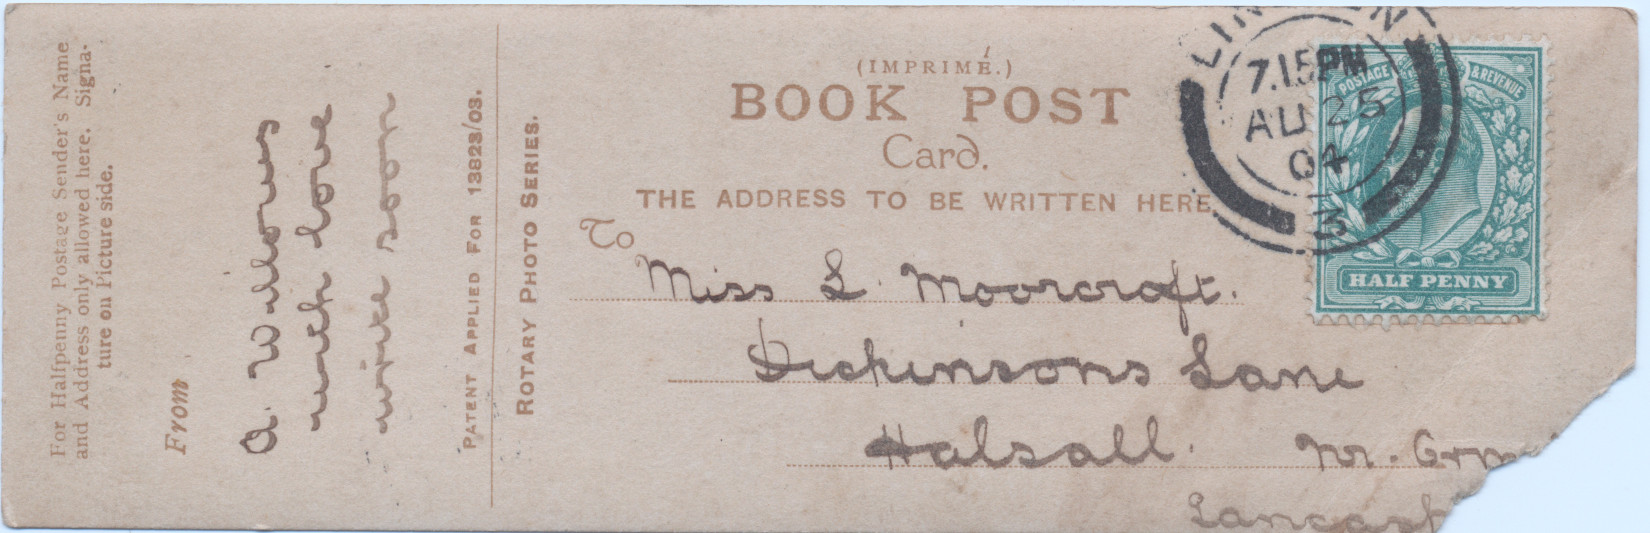 For Halfpenny Postage Sender's Name
and Address only allowed here. Signa-
ture on Picture side.
From
A. Willows
with love
write soon
PATENT APPLIED FOR 13823/03.
ROTARY PHOTO SERIES.
(IMPRIMÉ.)
BOOK POST
Card.
THE ADDRESS TO BE WRITTEN HERE
To
Miss L. Moorcroft.
Dickinsons Lane
Halsall. Nr. Orm
Lancash
7.15PM
AU 25
04
3
POSTAGE & REVENUE
HALF PENNY